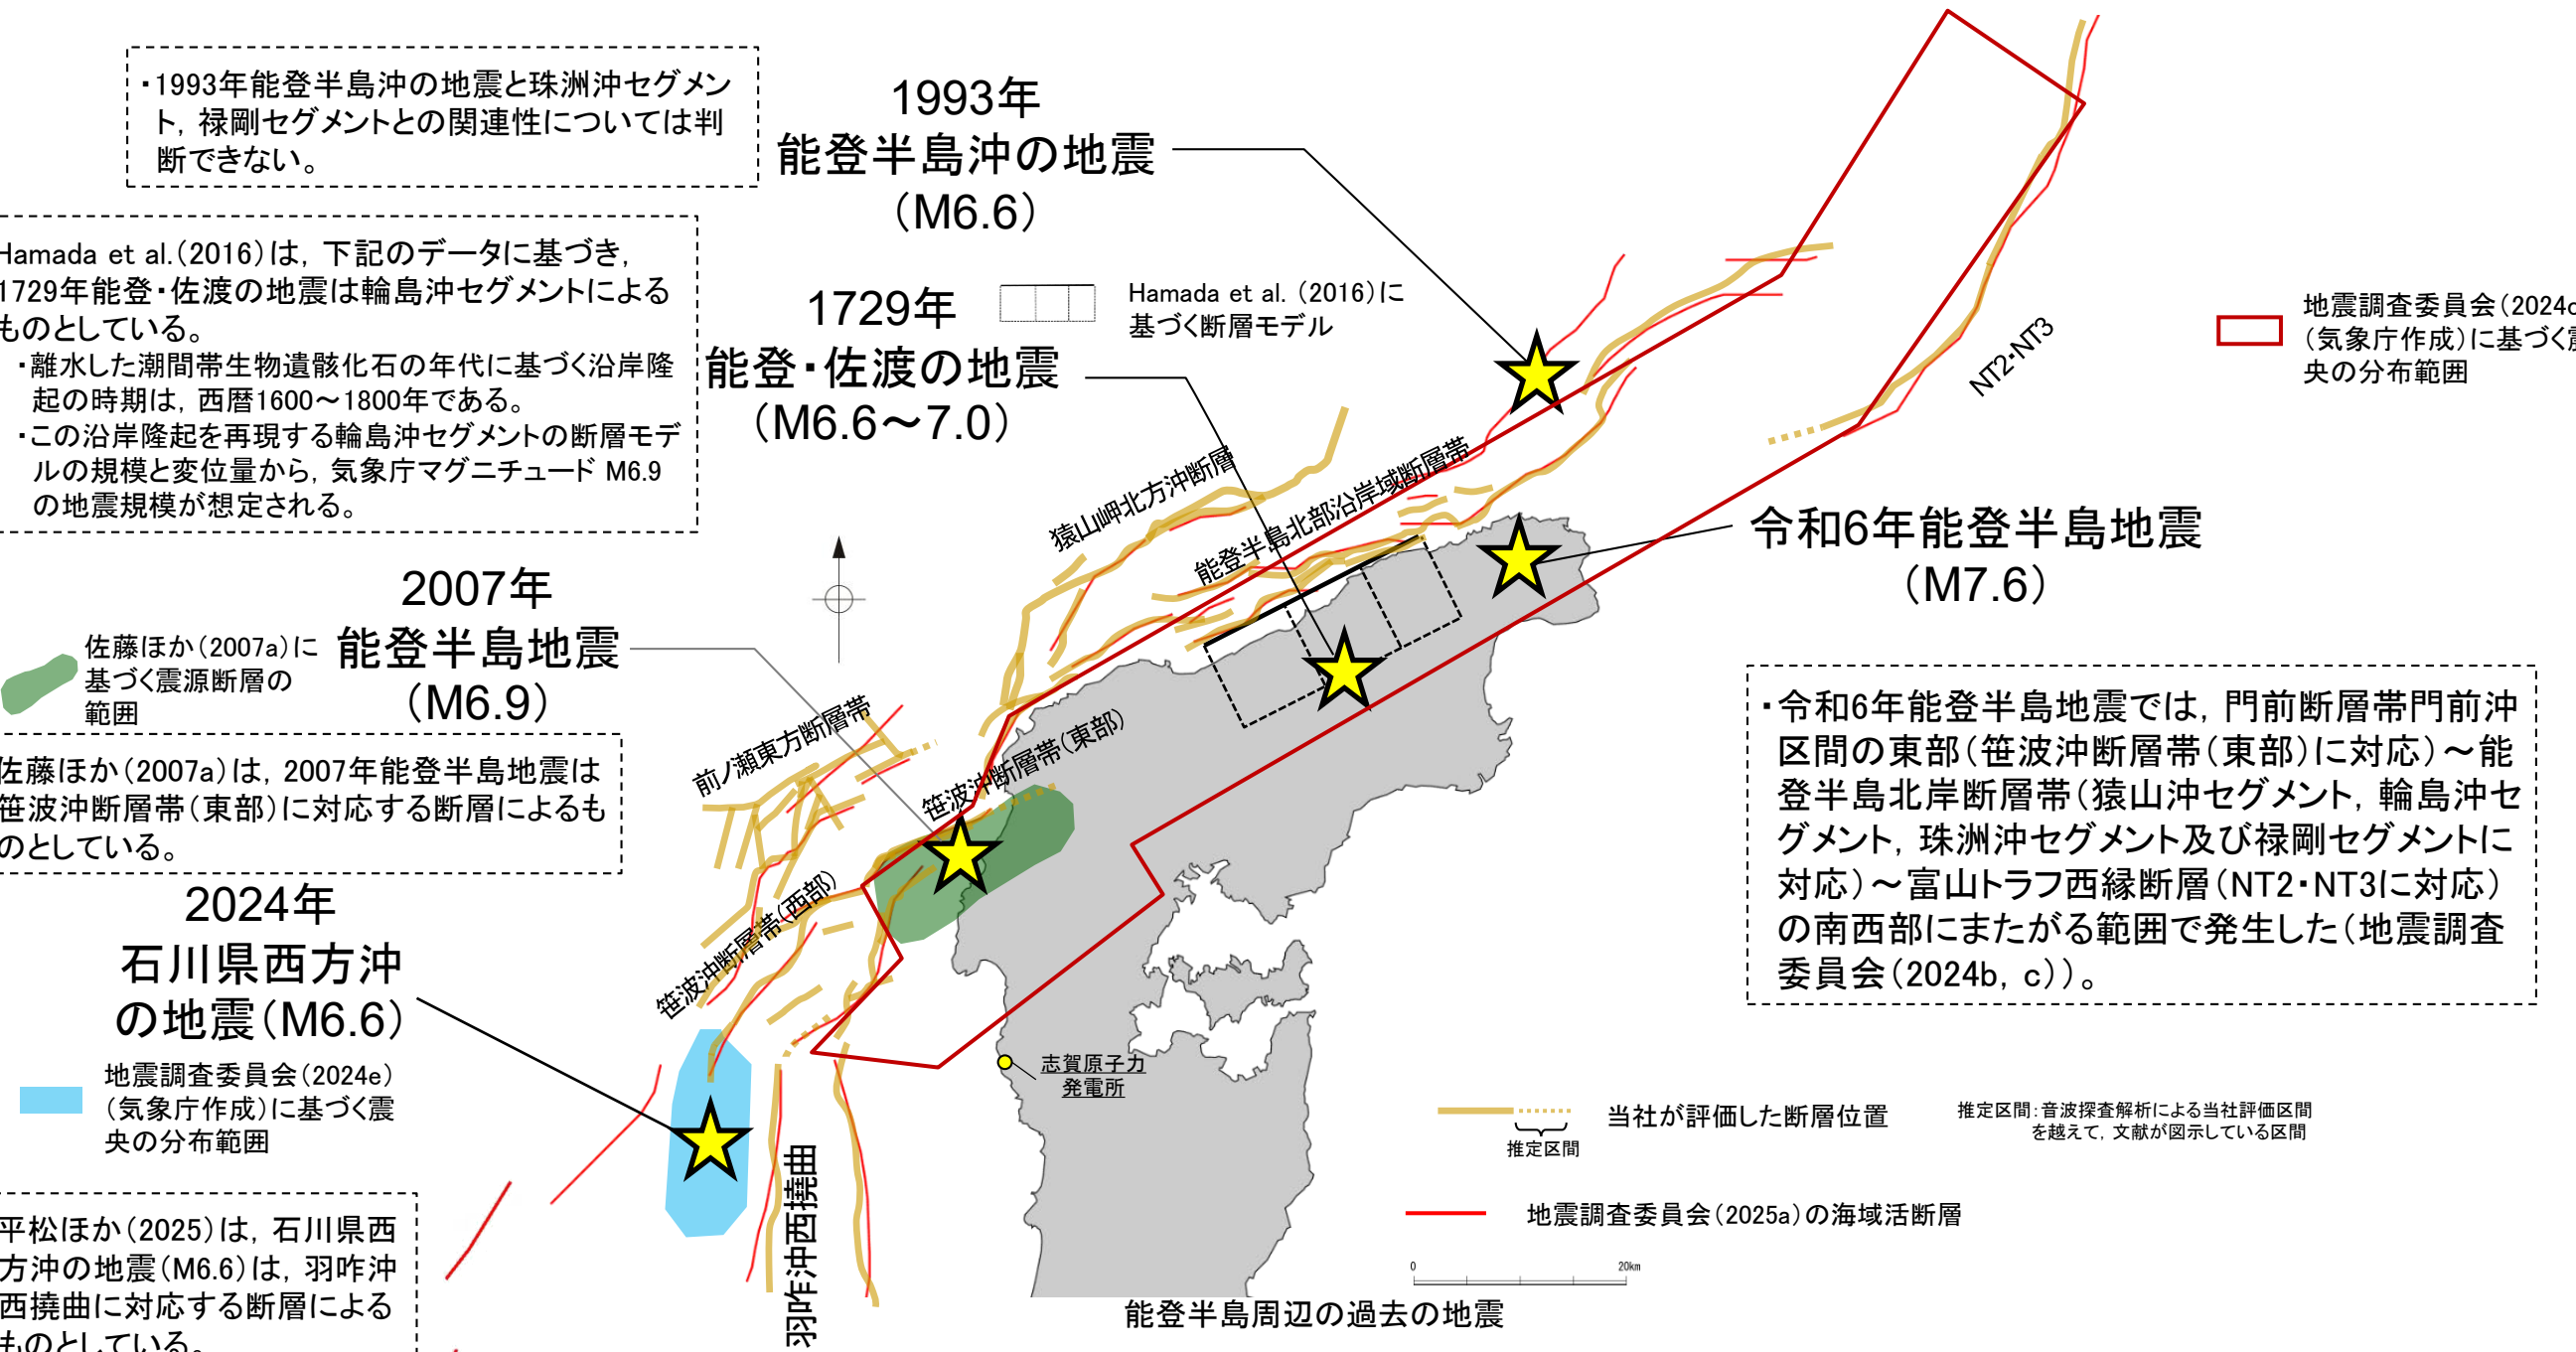 ・1993年能登半島沖の地震と珠洲沖セグメン
ト，禄剛セグメントとの関連性については判
断できない。
1993年
能登半島沖の地震
（M6.6）
Hamada et al.（2016）は，下記のデータに基づき，
1729年能登・佐渡の地震は輪島沖セグメントによる
ものとしている。
・離水した潮間帯生物遺骸化石の年代に基づく沿岸隆
起の時期は，西暦1600～1800年である。
・この沿岸隆起を再現する輪島沖セグメントの断層モデ
ルの規模と変位量から，気象庁マグニチュード M6.9
の地震規模が想定される。
1729年
能登・佐渡の地震
（M6.6～7.0）
Hamada et al. （2016）に
基づく断層モデル
地震調査委員会（2024c
（気象庁作成）に基づく震
央の分布範囲
NT2・NT3
猿山岬北方沖断層
能登半島北部沿岸域断層帯
令和6年能登半島地震
（M7.6）
2007年
能登半島地震
（M6.9）
佐藤ほか（2007a）に
基づく震源断層の
範囲
佐藤ほか（2007a）は，2007年能登半島地震は
笹波沖断層帯（東部）に対応する断層によるも
のとしている。
前ノ瀬東方断層帯
笹波沖断層帯（東部）
笹波沖断層帯（西部）
・令和6年能登半島地震では，門前断層帯門前沖
区間の東部（笹波沖断層帯（東部）に対応）～能
登半島北岸断層帯（猿山沖セグメント，輪島沖セ
グメント，珠洲沖セグメント及び禄剛セグメントに
対応）～富山トラフ西縁断層（NT2・NT3に対応）
の南西部にまたがる範囲で発生した（地震調査
委員会（2024b，c））。
2024年
石川県西方沖
の地震（M6.6）
地震調査委員会（2024e）
（気象庁作成）に基づく震
央の分布範囲
平松ほか（2025）は，石川県西
方沖の地震（M6.6）は，羽咋沖
西撓曲に対応する断層による
ものとしている。
羽咋沖西撓曲
志賀原子力
発電所
当社が評価した断層位置
推定区間
推定区間：音波探査解析による当社評価区間
を越えて，文献が図示している区間
地震調査委員会（2025a）の海域活断層
0 20km
能登半島周辺の過去の地震